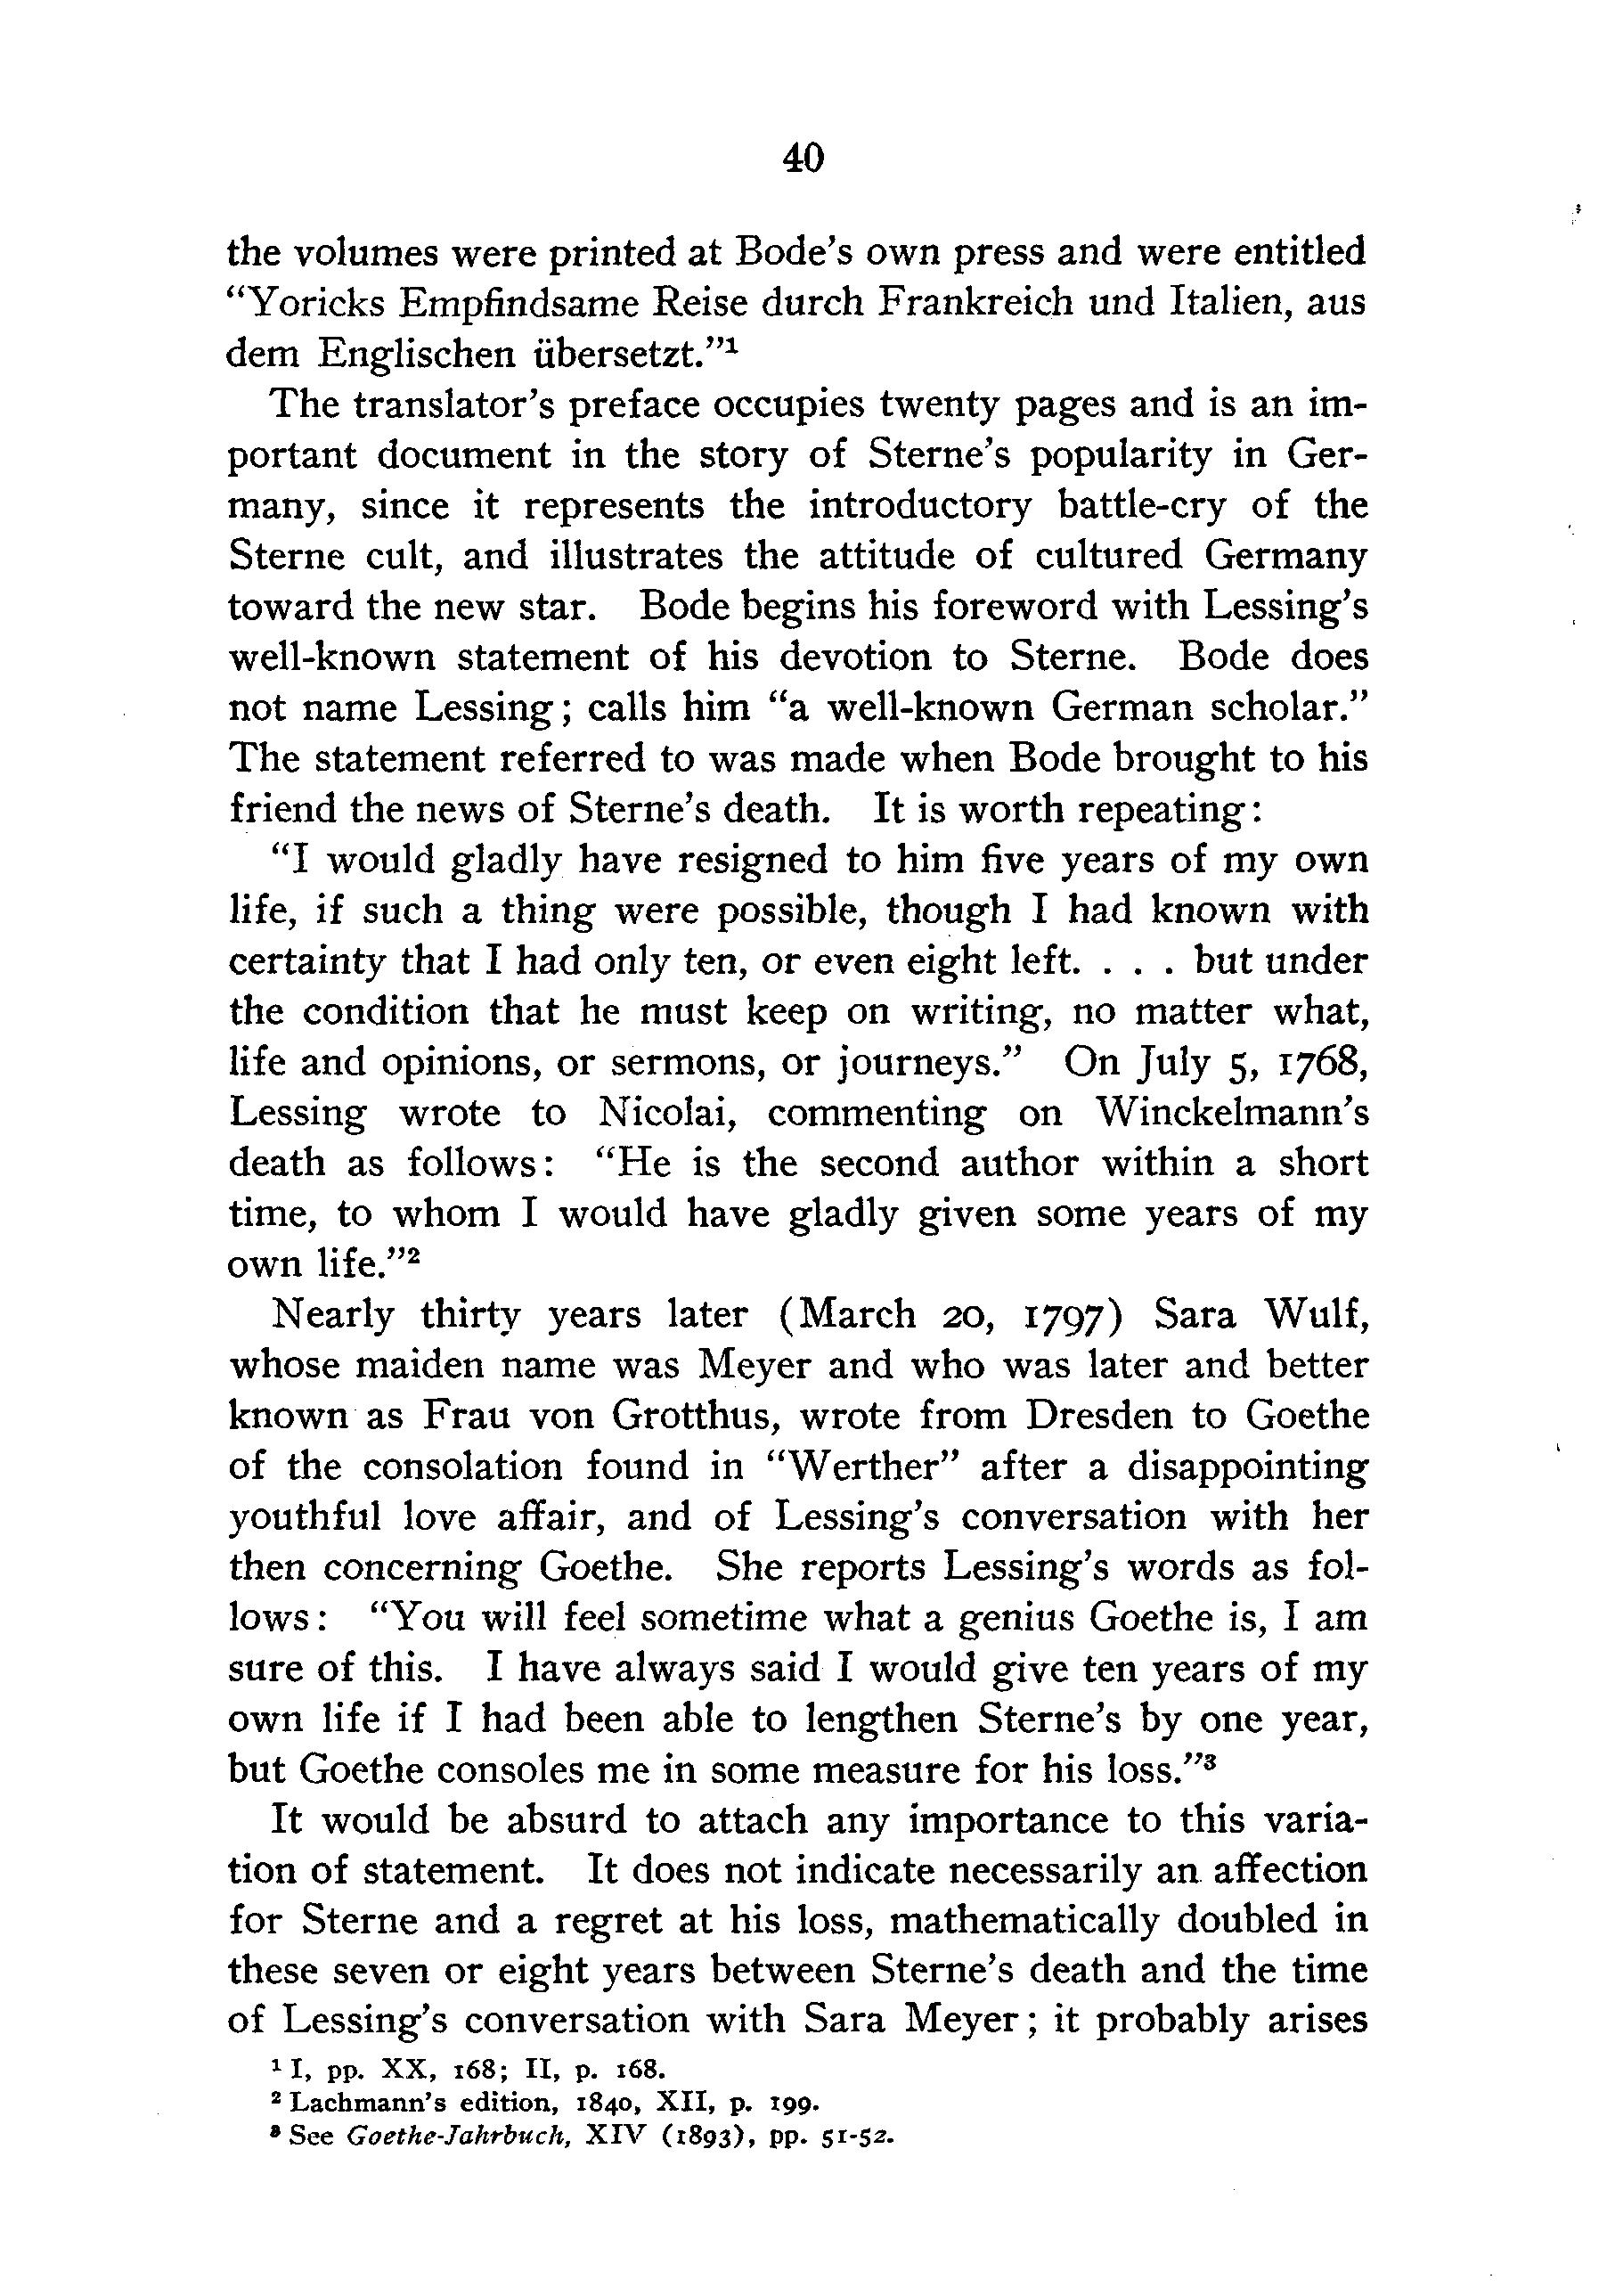 40
the volumes were printed at Bode's own press and were entitled
“Yoricks Empfindsame Reise durch Frankreich und Italien, aus
dem Englischen übersetzt.”¹
The translator's preface occupies twenty pages and is an im-
portant document in the story of Sterne's popularity in Ger-
many, since it represents the introductory battle-cry of the
Sterne cult, and illustrates the attitude of cultured Germany
toward the new star. Bode begins his foreword with Lessing's
well-known statement of his devotion to Sterne. Bode does
not name Lessing; calls him “a well-known German scholar.”
The statement referred to was made when Bode brought to his
friend the news of Sterne's death. It is worth repeating:
“I would gladly have resigned to him five years of my own
life, if such a thing were possible, though I had known with
certainty that I had only ten, or even eight left. . . . but under
the condition that he must keep on writing, no matter what,
life and opinions, or sermons, or journeys.” On July 5, 1768,
Lessing wrote to Nicolai, commenting on Winckelmann's
death as follows: “He is the second author within a short
time, to whom I would have gladly given some years of my
own life.”²
Nearly thirty years later (March 20, 1797) Sara Wulf,
whose maiden name was Meyer and who was later and better
known as Frau von Grotthus, wrote from Dresden to Goethe
of the consolation found in “Werther” after a disappointing
youthful love affair, and of Lessing's conversation with her
then concerning Goethe. She reports Lessing's words as fol-
lows: “You will feel sometime what a genius Goethe is, I am
sure of this. I have always said I would give ten years of my
own life if I had been able to lengthen Sterne's by one year,
but Goethe consoles me in some measure for his loss.”³
It would be absurd to attach any importance to this varia-
tion of statement. It does not indicate necessarily an affection
for Sterne and a regret at his loss, mathematically doubled in
these seven or eight years between Sterne's death and the time
of Lessing's conversation with Sara Meyer; it probably arises
¹ I, pp. XX, 168; II, p. 168.
² Lachmann's edition, 1840, XII, p. 199.
³ See Goethe-Jahrbuch, XIV (1893), pp. 51-52.